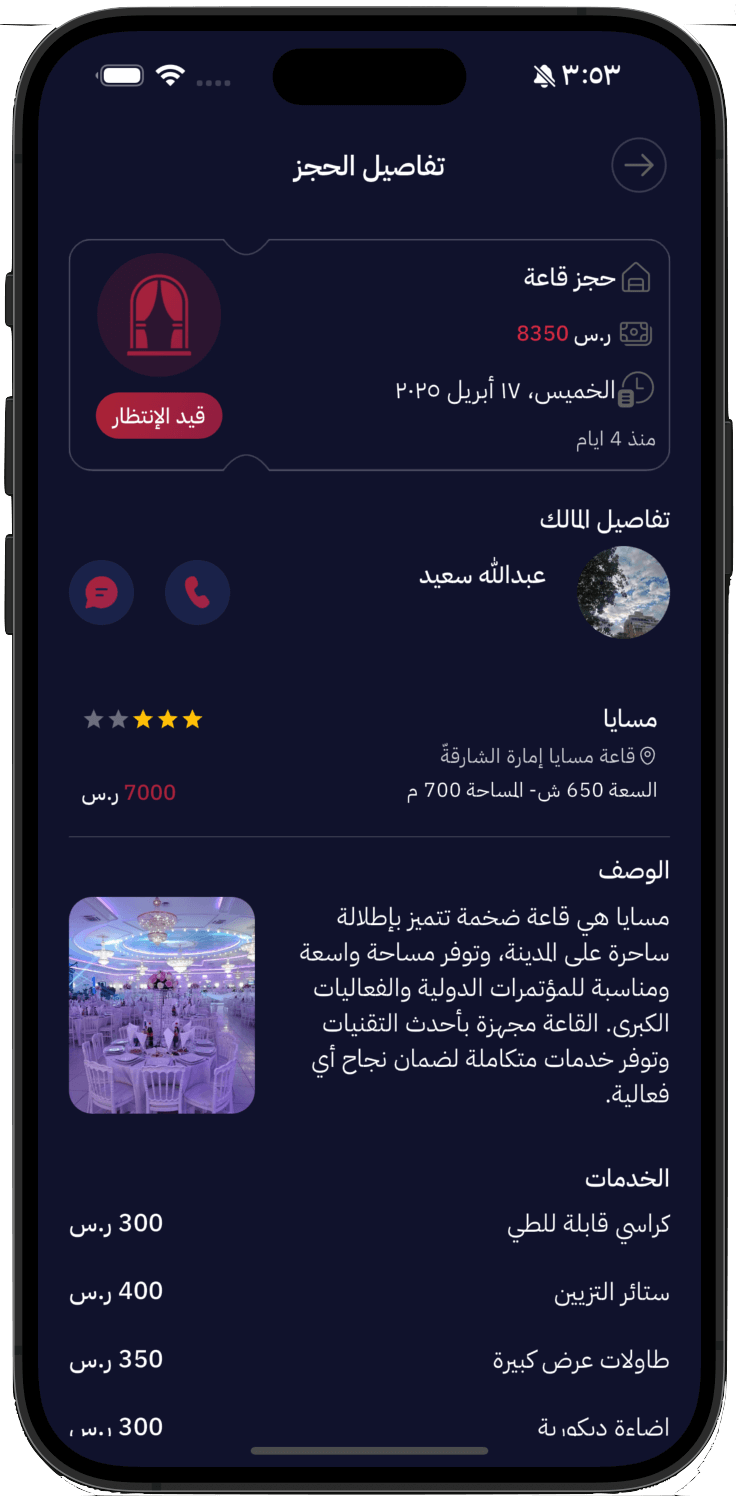 ٣:٥٣
تفاصيل الحجز
حجز قاعة
8350 ر.س
الخميس، ١٧ أبريل ٢٠٢٥
منذ 4 ايام
قيد الإنتظار
تفاصيل المالك
عبدالله سعيد
مسايا
قاعة مسايا إمارة الشارقةّ
السعة 650 ش- المساحة 700 م
7000 ر.س
الوصف
مسايا هي قاعة ضخمة تتميز بإطلالة
ساحرة على المدينة، وتوفر مساحة واسعة
ومناسبة للمؤتمرات الدولية والفعاليات
الكبرى. القاعة مجهزة بأحدث التقنيات
وتوفر خدمات متكاملة لضمان نجاح أي
فعالية.
الخدمات
كراسي قابلة للطي 300 ر.س
ستائر التزيين 400 ر.س
طاولات عرض كبيرة 350 ر.س
اضاءة ديكورية 300 ر.س